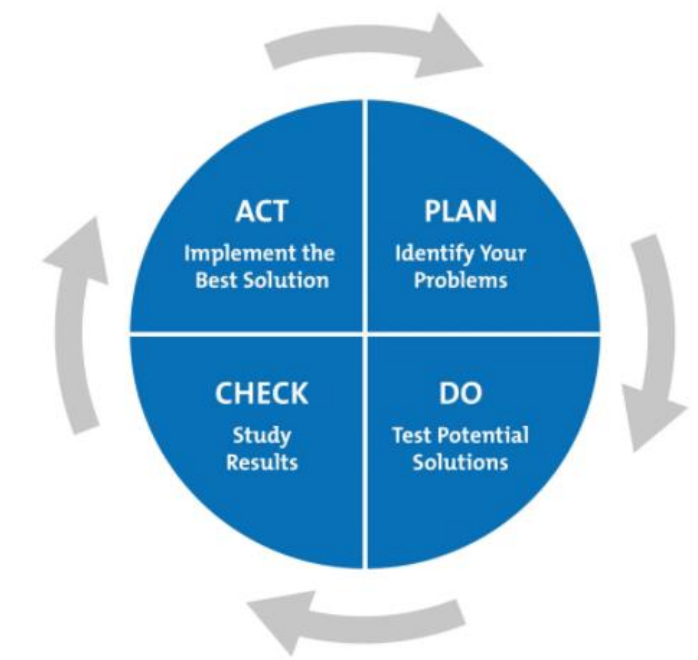 ACT
Implement the
Best Solution
PLAN
Identify Your
Problems
CHECK
Study
Results
DO
Test Potential
Solutions